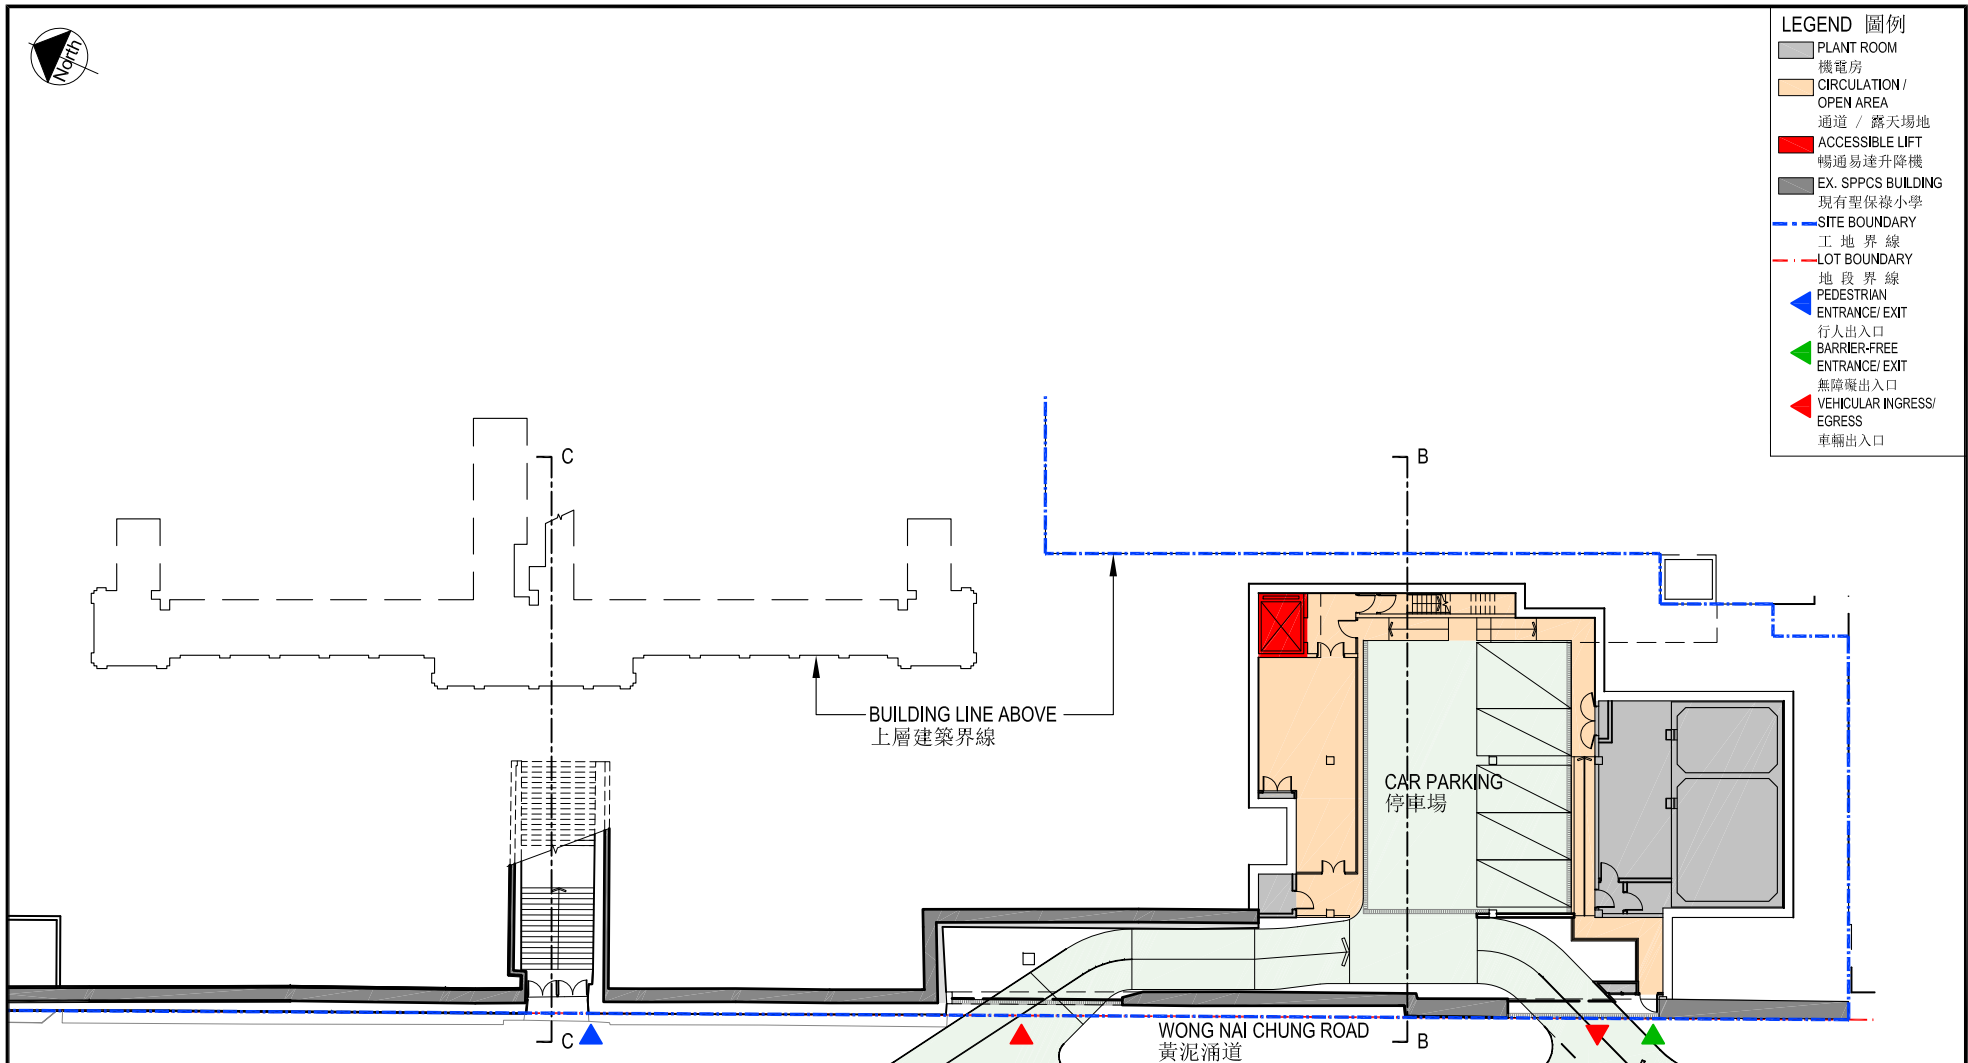 North
LEGEND 圖例
PLANT ROOM
機電房
CIRCULATION /
OPEN AREA
通道 / 露天場地
ACCESSIBLE LIFT
暢通易達升降機
EX. SPPCS BUILDING
現有聖保祿小學
SITE BOUNDARY
工地界線
LOT BOUNDARY
地段界線
PEDESTRIAN
ENTRANCE/ EXIT
行人出入口
BARRIER-FREE
ENTRANCE/ EXIT
無障礙出入口
VEHICULAR INGRESS/
EGRESS
車輛出入口
C
B
BUILDING LINE ABOVE
上層建築界線
CAR PARKING
停車場
C
WONG NAI CHUNG ROAD
黃泥涌道
B